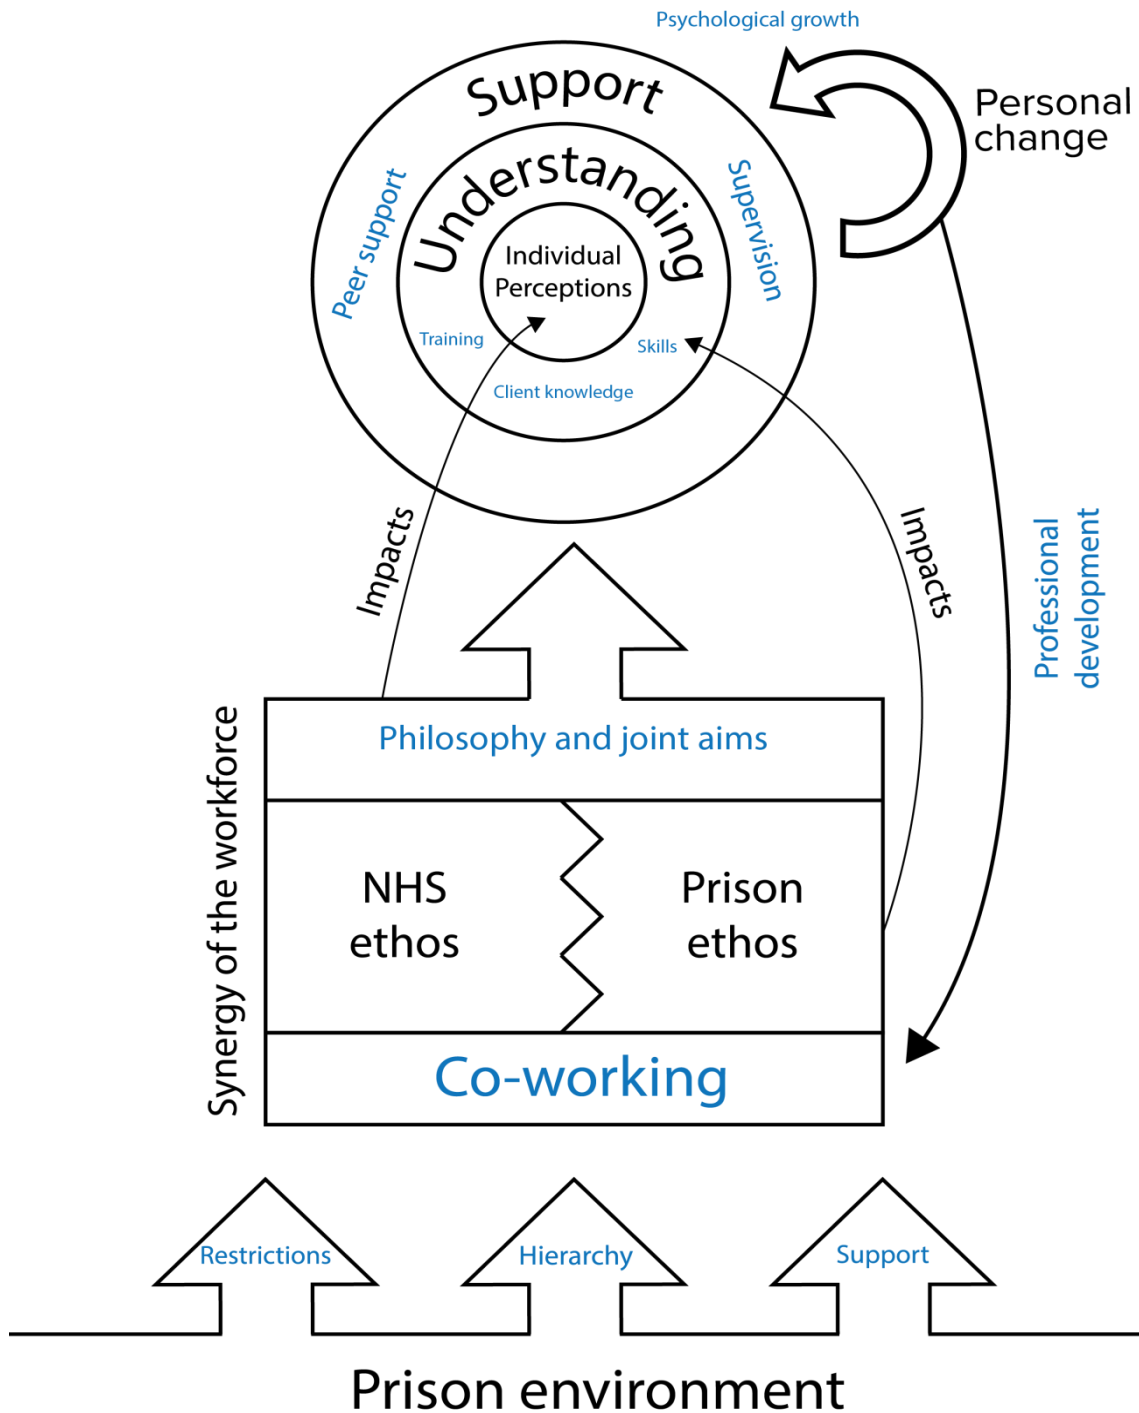 Psychological growth
Support
Personal
change
Understanding
Peer support
Supervision
Individual
Perceptions
Training
Skills
Client knowledge
Impacts
Impacts
Professional
development
Synergy of the workforce
Philosophy and joint aims
NHS
ethos
Prison
ethos
Co-working
Restrictions
Hierarchy
Support
Prison environment